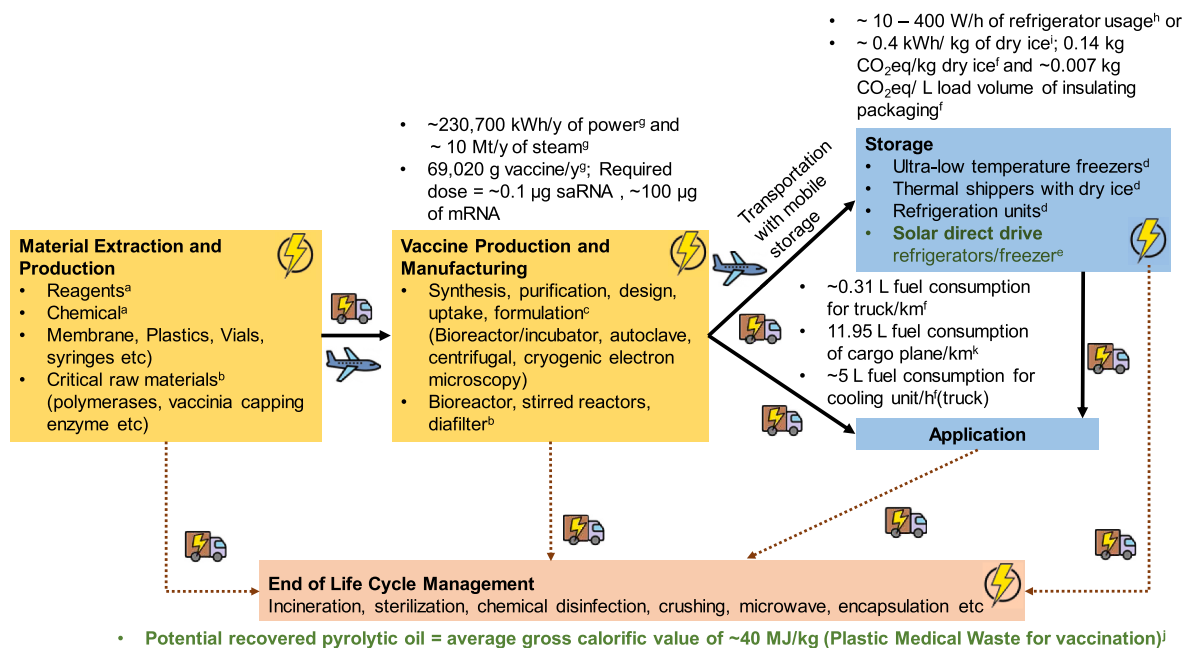 • ~ 10 – 400 W/h of refrigerator usageʰ or
• ~ 0.4 kWh/ kg of dry iceⁱ; 0.14 kg
CO₂eq/kg dry iceᶠ and ~0.007 kg
CO₂eq/ L load volume of insulating
packagingᶠ
• ~230,700 kWh/y of powerᵍ and
~ 10 Mt/y of steamᵍ
• 69,020 g vaccine/yᵍ; Required
dose = ~0.1 µg saRNA , ~100 µg
of mRNA
Transportation
with mobile
storage
Material Extraction and
Production
• Reagentsᵃ
• Chemicalᵃ
• Membrane, Plastics, Vials,
syringes etc)
• Critical raw materialsᵇ
(polymerases, vaccinia capping
enzyme etc)
Vaccine Production and
Manufacturing
• Synthesis, purification, design,
uptake, formulationᶜ
(Bioreactor/incubator, autoclave,
centrifugal, cryogenic electron
microscopy)
• Bioreactor, stirred reactors,
diafilterᵇ
Storage
• Ultra-low temperature freezersᵈ
• Thermal shippers with dry iceᵈ
• Refrigeration unitsᵈ
• Solar direct drive
refrigerators/freezerᵉ
• ~0.31 L fuel consumption
for truck/kmᶠ
• 11.95 L fuel consumption
of cargo plane/kmᵏ
• ~5 L fuel consumption for
cooling unit/hᶠ(truck)
Application
End of Life Cycle Management
Incineration, sterilization, chemical disinfection, crushing, microwave, encapsulation etc
• Potential recovered pyrolytic oil = average gross calorific value of ~40 MJ/kg (Plastic Medical Waste for vaccination)ʲ